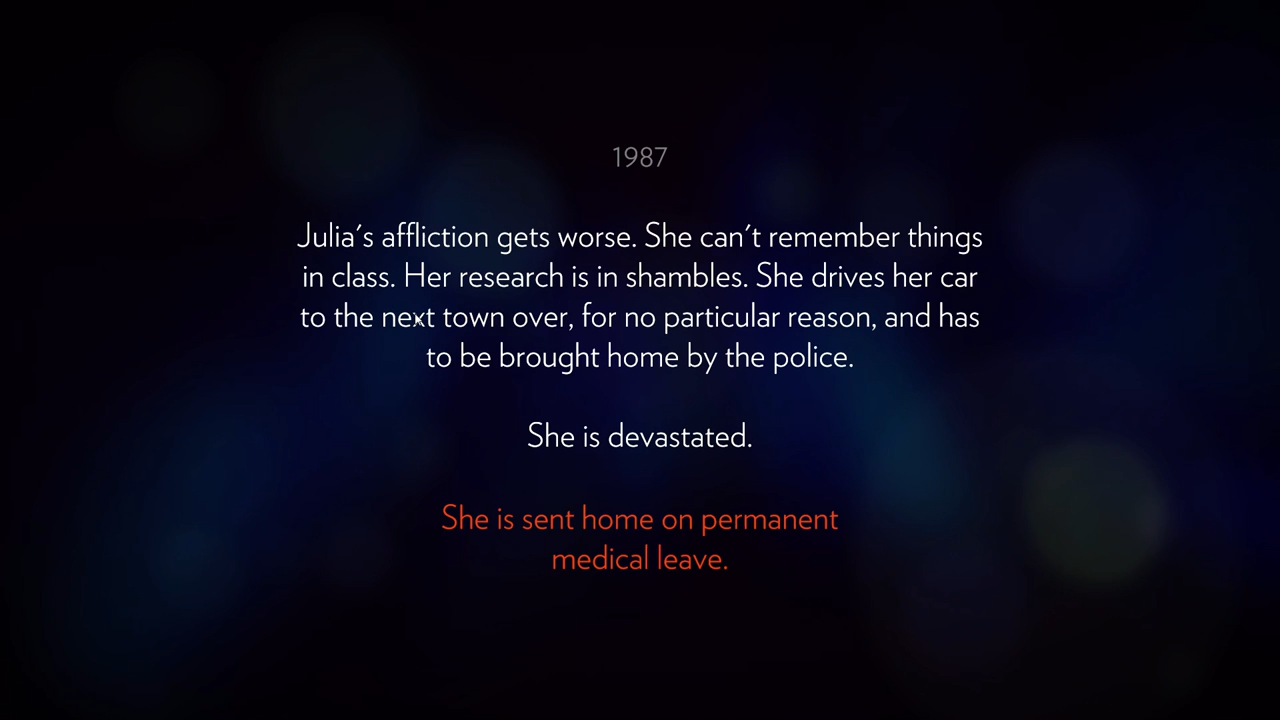 1987
Julia's affliction gets worse. She can't remember things
in class. Her research is in shambles. She drives her car
to the next town over, for no particular reason, and has
to be brought home by the police.
She is devastated.
She is sent home on permanent
medical leave.